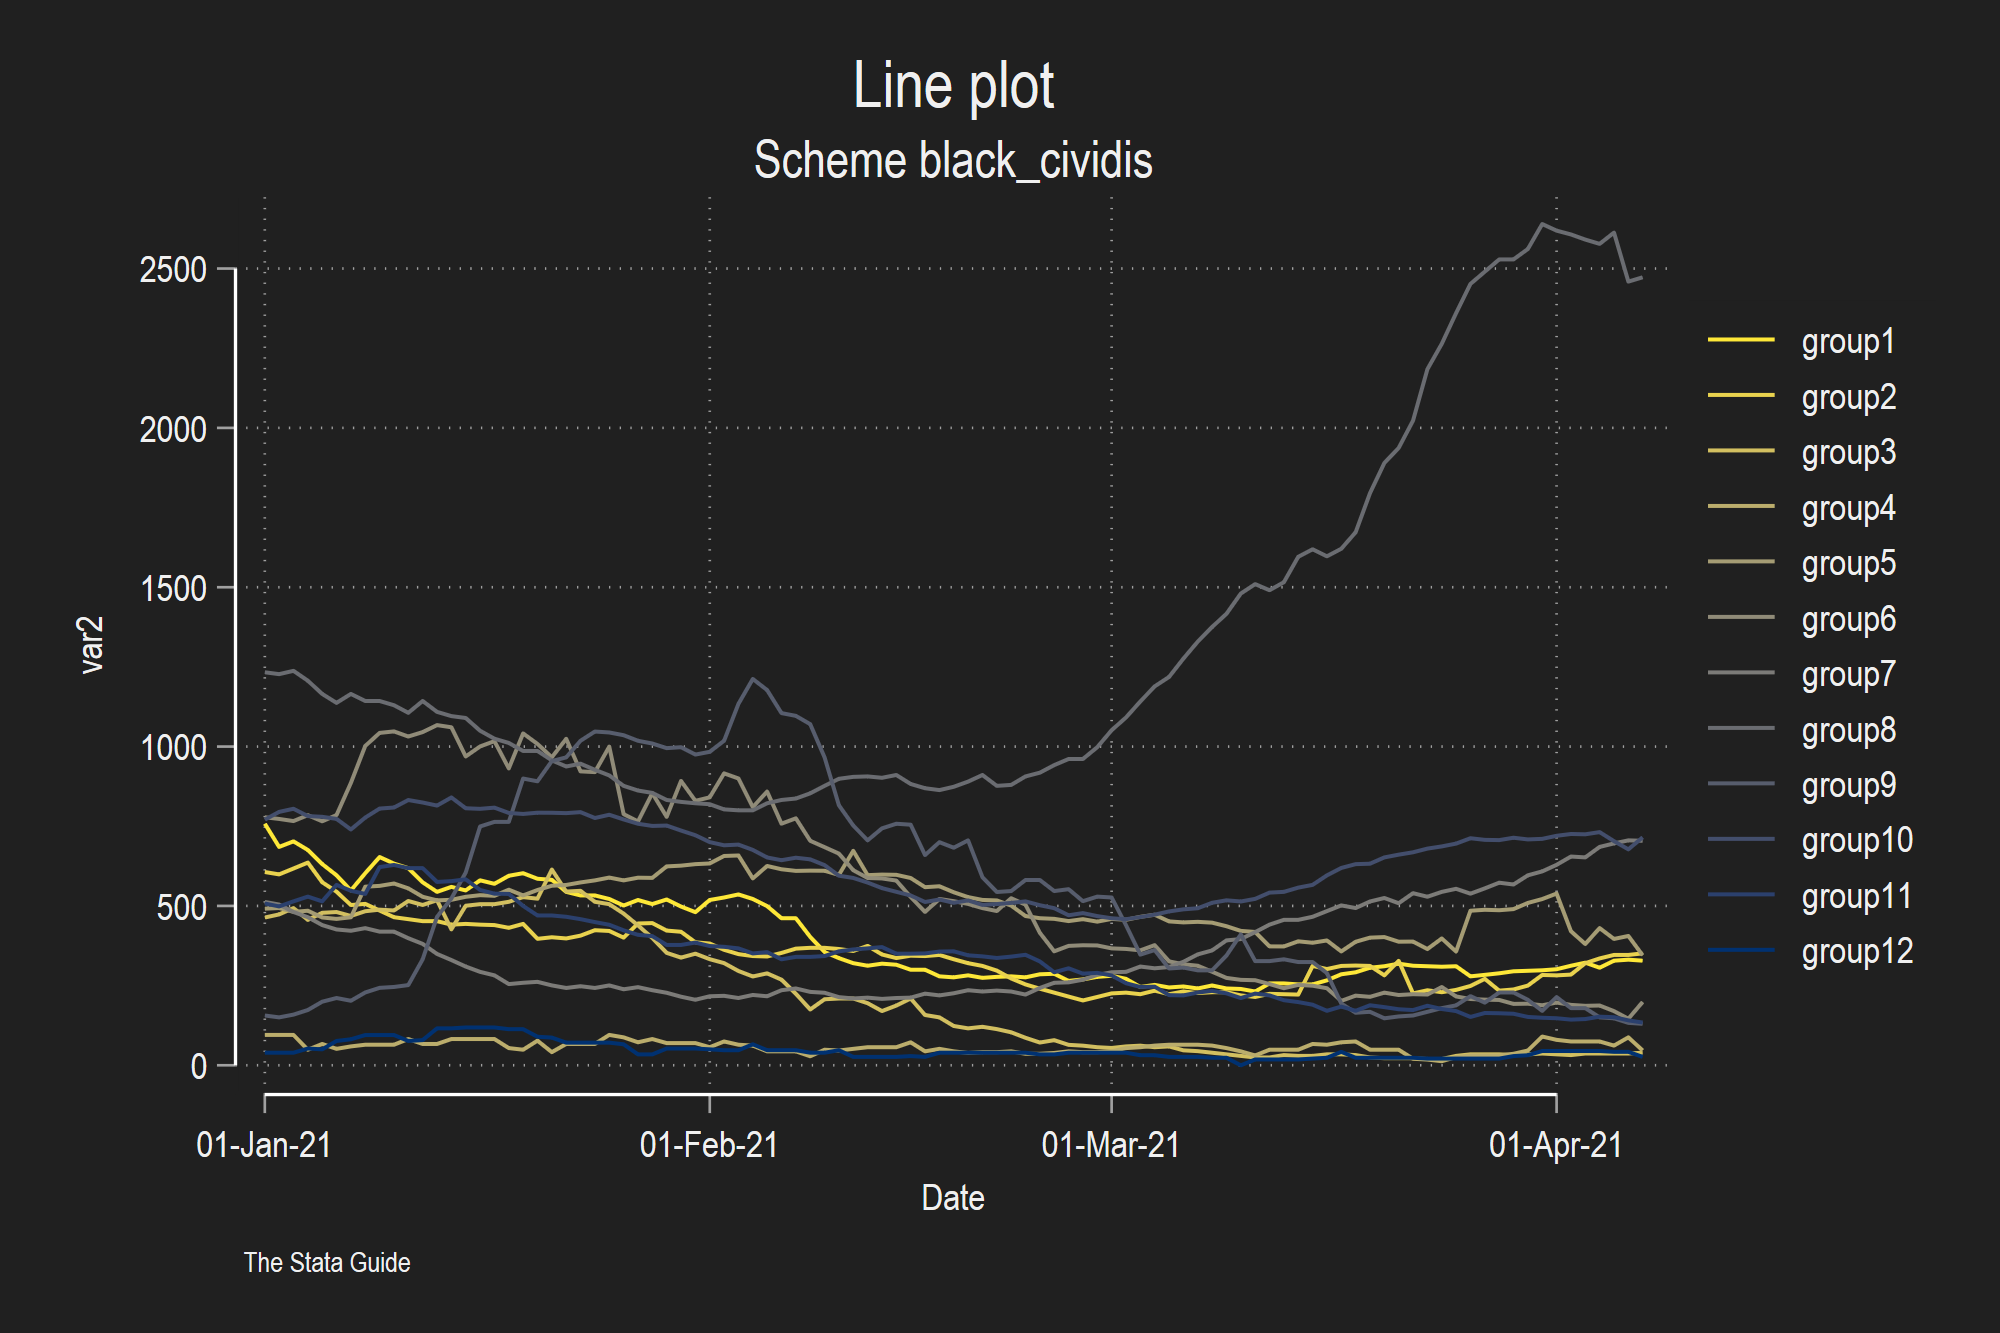 Line plot
Scheme black_cividis
2500
2000
1500
1000
500
0
var2
01-Jan-21
01-Feb-21
01-Mar-21
01-Apr-21
Date
group1
group2
group3
group4
group5
group6
group7
group8
group9
group10
group11
group12
The Stata Guide